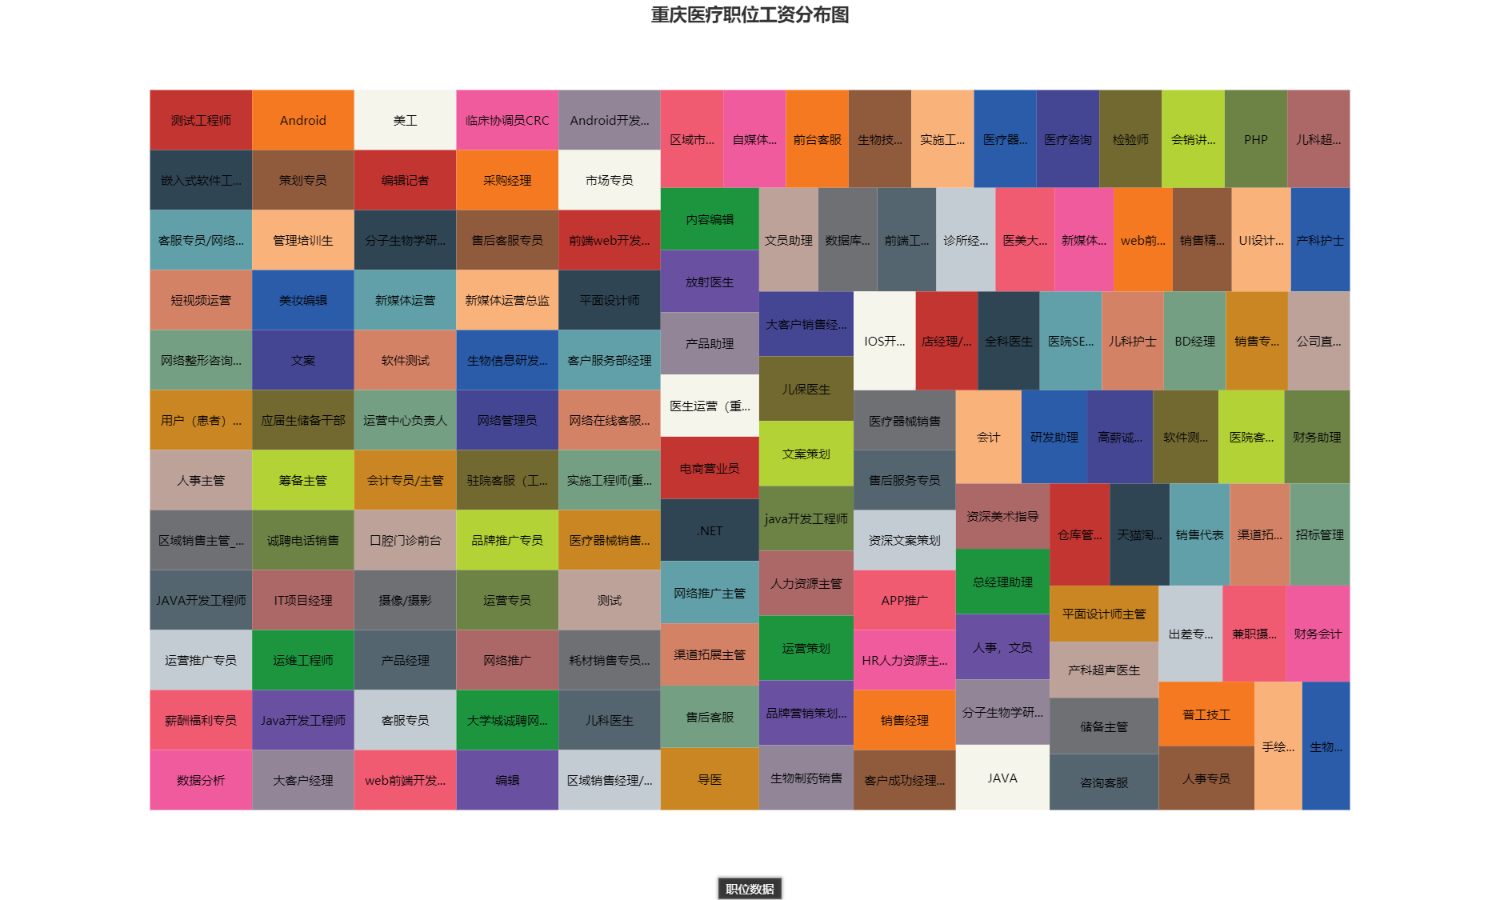 重庆医疗职位工资分布图
测试工程师
Android
美工
临床协调员CRC
Android开发...
嵌入式软件工...
策划专员
编辑记者
采购经理
市场专员
客服专员/网络...
管理培训生
分子生物学研...
售后客服专员
前端web开发...
短视频运营
美妆编辑
新媒体运营
新媒体运营总监
平面设计师
网络整形咨询...
文案
软件测试
生物信息研发...
客户服务部经理
用户（患者）...
应届生储备干部
运营中心负责人
网络管理员
网络在线客服...
人事主管
筹备主管
会计专员/主管
驻院客服（工...
实施工程师(重...
区域销售主管_...
诚聘电话销售
口腔门诊前台
品牌推广专员
医疗器械销售...
JAVA开发工程师
IT项目经理
摄像/摄影
运营专员
测试
运营推广专员
运维工程师
产品经理
网络推广
耗材销售专员...
薪酬福利专员
Java开发工程师
客服专员
大学城诚聘网...
儿科医生
数据分析
大客户经理
web前端开发...
编辑
区域销售经理/...
区域市...
自媒体...
前台客服
生物技...
实施工...
医疗器...
医疗咨询
检验师
会销讲...
PHP
儿科超...
内容编辑
放射医生
产品助理
医生运营（重...
电商营业员
.NET
网络推广主管
渠道拓展主管
售后客服
导医
文员助理
数据库...
前端工...
诊所经...
医美大...
新媒体...
web前...
销售精...
UI设计...
产科护士
大客户销售经...
儿保医生
文案策划
java开发工程师
人力资源主管
运营策划
品牌营销策划...
生物制药销售
IOS开...
店经理/...
全科医生
医院SE...
儿科护士
BD经理
销售专...
公司直...
医疗器械销售
售后服务专员
资深文案策划
APP推广
HR人力资源主...
销售经理
客户成功经理...
会计
研发助理
高薪诚...
软件测...
医院客...
财务助理
资深美术指导
总经理助理
人事，文员
分子生物学研...
JAVA
仓库管...
天猫淘...
销售代表
渠道拓...
招标管理
平面设计师主管
产科超声医生
储备主管
咨询客服
出差专...
兼职摄...
财务会计
普工技工
人事专员
手绘...
生物...
职位数据